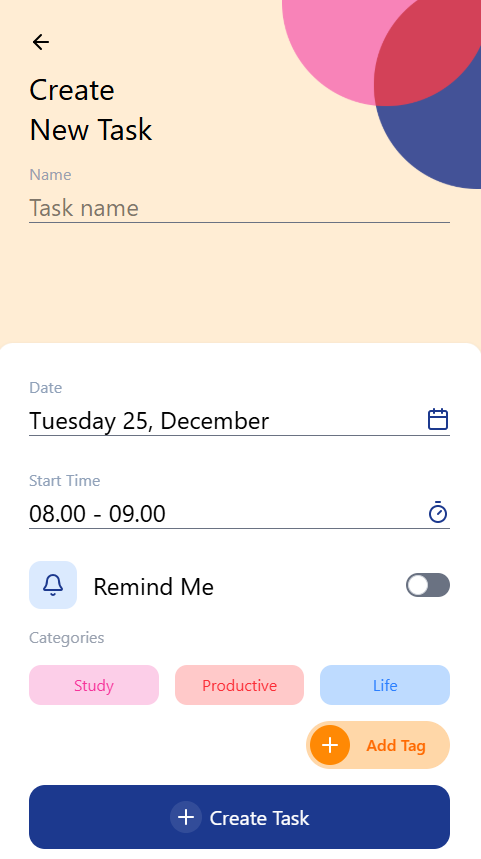 Create
New Task
Name
Task name
Date
Tuesday 25, December
Start Time
08.00 - 09.00
Remind Me
Categories
Study Productive Life
Add Tag
Create Task